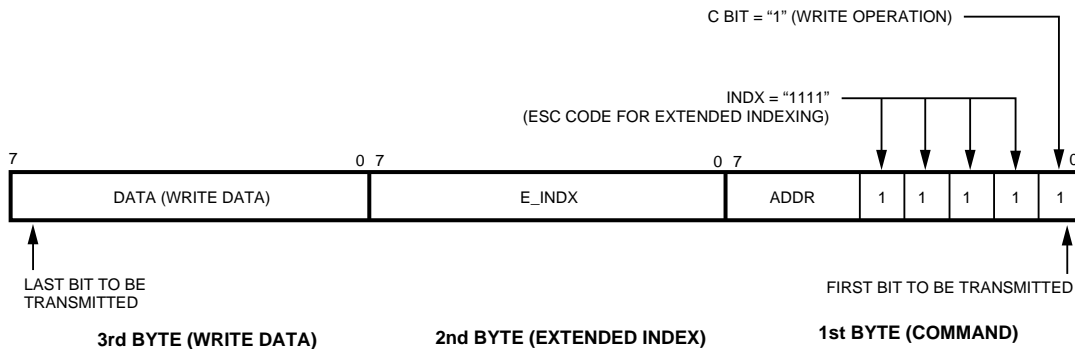 C BIT = “1” (WRITE OPERATION)
INDX = “1111”
(ESC CODE FOR EXTENDED INDEXING)
7 0 7 0 7 0
DATA (WRITE DATA) E_INDX ADDR 1 1 1 1 1
LAST BIT TO BE
TRANSMITTED
FIRST BIT TO BE TRANSMITTED
3rd BYTE (WRITE DATA) 2nd BYTE (EXTENDED INDEX) 1st BYTE (COMMAND)